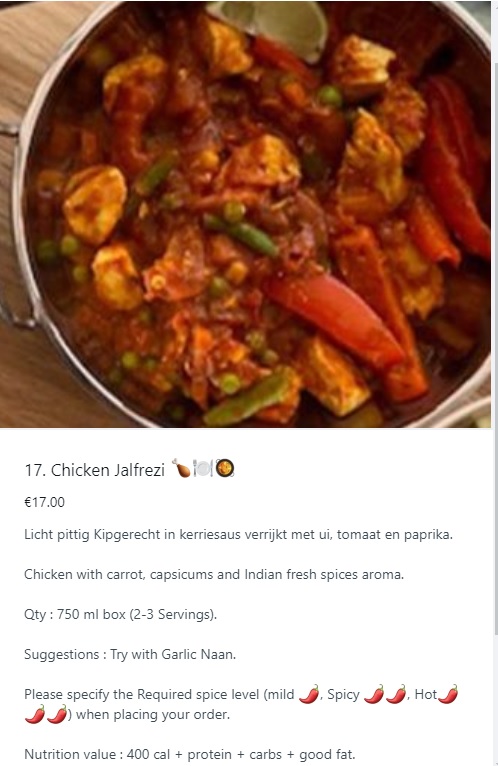 17. Chicken Jalfrezi 🍗🍽🥘
€17.00
Licht pittig Kipgerecht in kerriesaus verrijkt met ui, tomaat en paprika.
Chicken with carrot, capsicums and Indian fresh spices aroma.
Qty : 750 ml box (2-3 Servings).
Suggestions : Try with Garlic Naan.
Please specify the Required spice level (mild 🌶, Spicy 🌶🌶, Hot🌶
🌶🌶) when placing your order.
Nutrition value : 400 cal + protein + carbs + good fat.